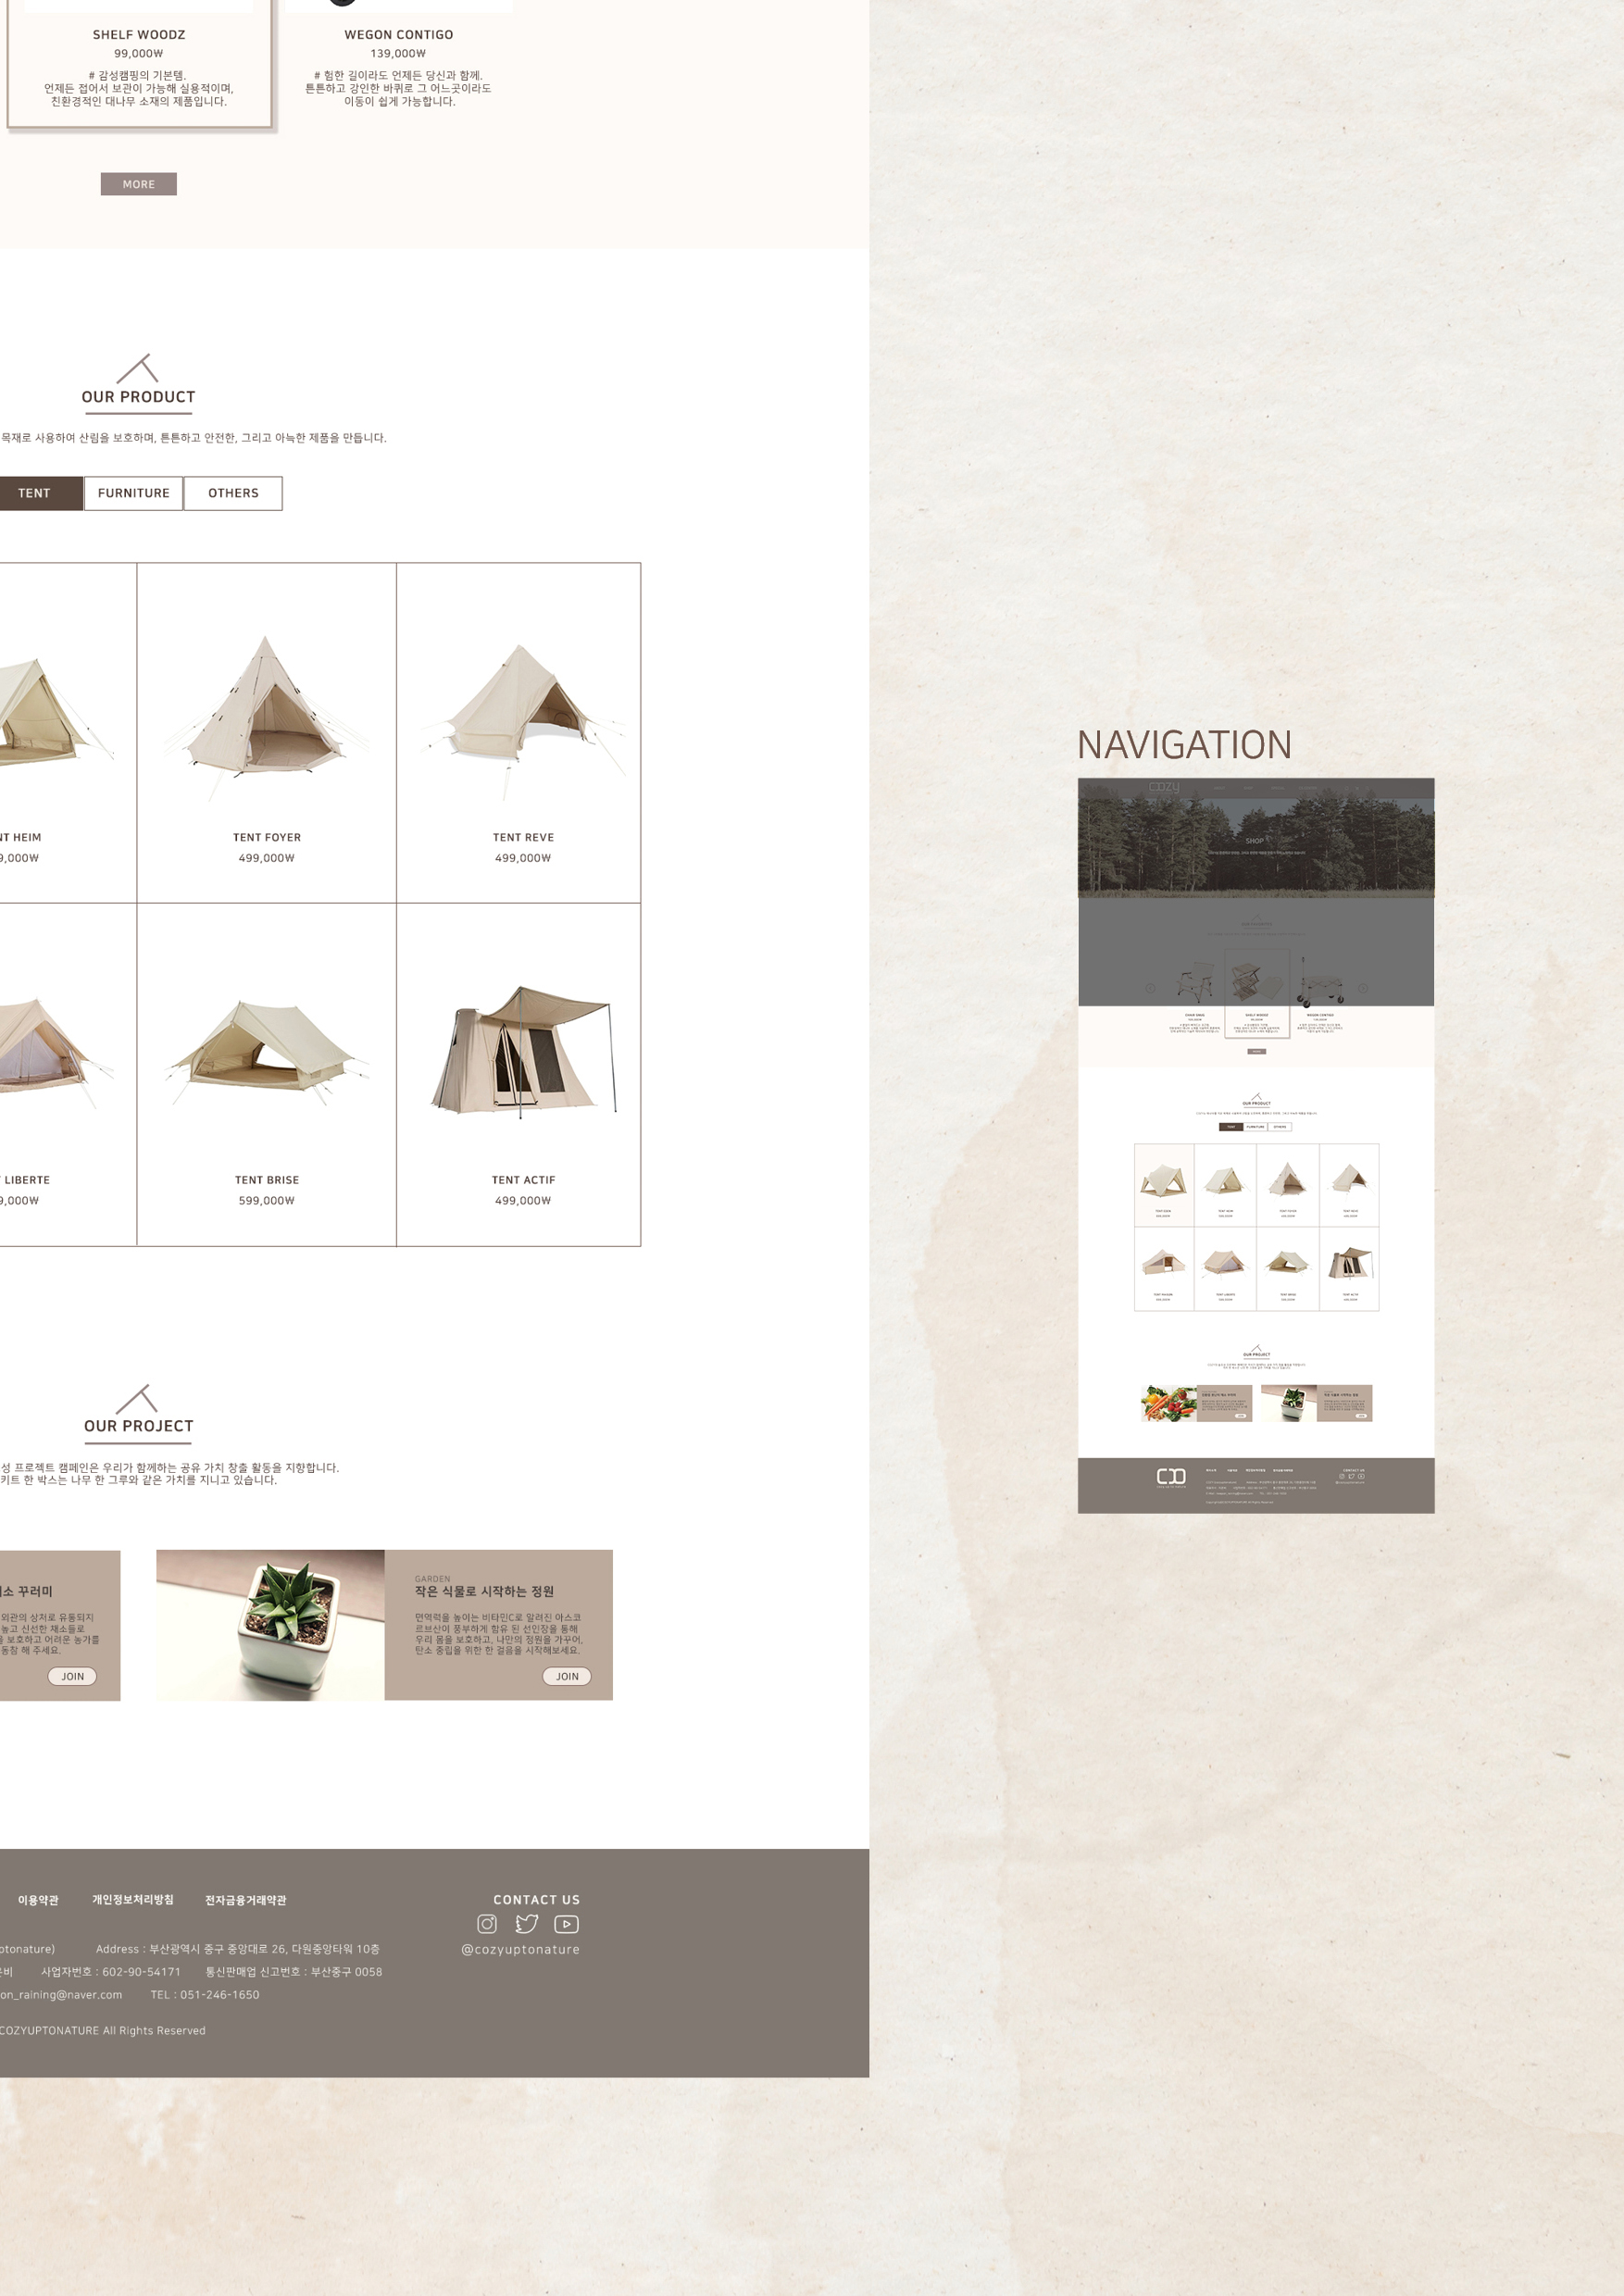 SHELF WOODZ
99,000₩
# 감성캠핑의 기본템.
언제든 접어서 보관이 가능해 실용적이며,
친환경적인 대나무 소재의 제품입니다.
WEGON CONTIGO
139,000₩
# 험한 길이라도 언제든 당신과 함께.
튼튼하고 강인한 바퀴로 그 어느곳이라도
이동이 쉽게 가능합니다.
MORE
OUR PRODUCT
목재로 사용하여 산림을 보호하며, 튼튼하고 안전한, 그리고 아늑한 제품을 만듭니다.
TENT
FURNITURE
OTHERS
HEIM
TENT FOYER
499,000₩
TENT REVE
499,000₩
LIBERTE
TENT BRISE
599,000₩
TENT ACTIF
499,000₩
OUR PROJECT
성 프로젝트 캠페인은 우리가 함께하는 공유 가치 창출 활동을 지향합니다.
키트 한 박스는 나무 한 그루와 같은 가치를 지니고 있습니다.
꾸러미
외관의 상처로 유통되지
높고 신선한 채소들로
보호하고 어려운 농가를
동참 해 주세요.
JOIN
GARDEN
작은 식물로 시작하는 정원
면역력을 높이는 비타민C로 알려진 아스코
르브산이 풍부하게 함유 된 선인장을 통해
우리 몸을 보호하고, 나만의 정원을 가꾸어,
탄소 중립을 위한 한 걸음을 시작해보세요.
JOIN
이용약관 개인정보처리방침 전자금융거래약관
ptonature) Address : 부산광역시 중구 중앙대로 26, 다원중앙타워 10층
비 사업자번호 : 602-90-54171 통신판매업 신고번호 : 부산중구 0058
on_raining@naver.com TEL : 051-246-1650
COZYUPTONATURE All Rights Reserved
CONTACT US
@cozyuptonature
NAVIGATION
cozy
SHOP
OUR PRODUCT
TENT FURNITURE OTHERS
OUR PROJECT
CONTACT US